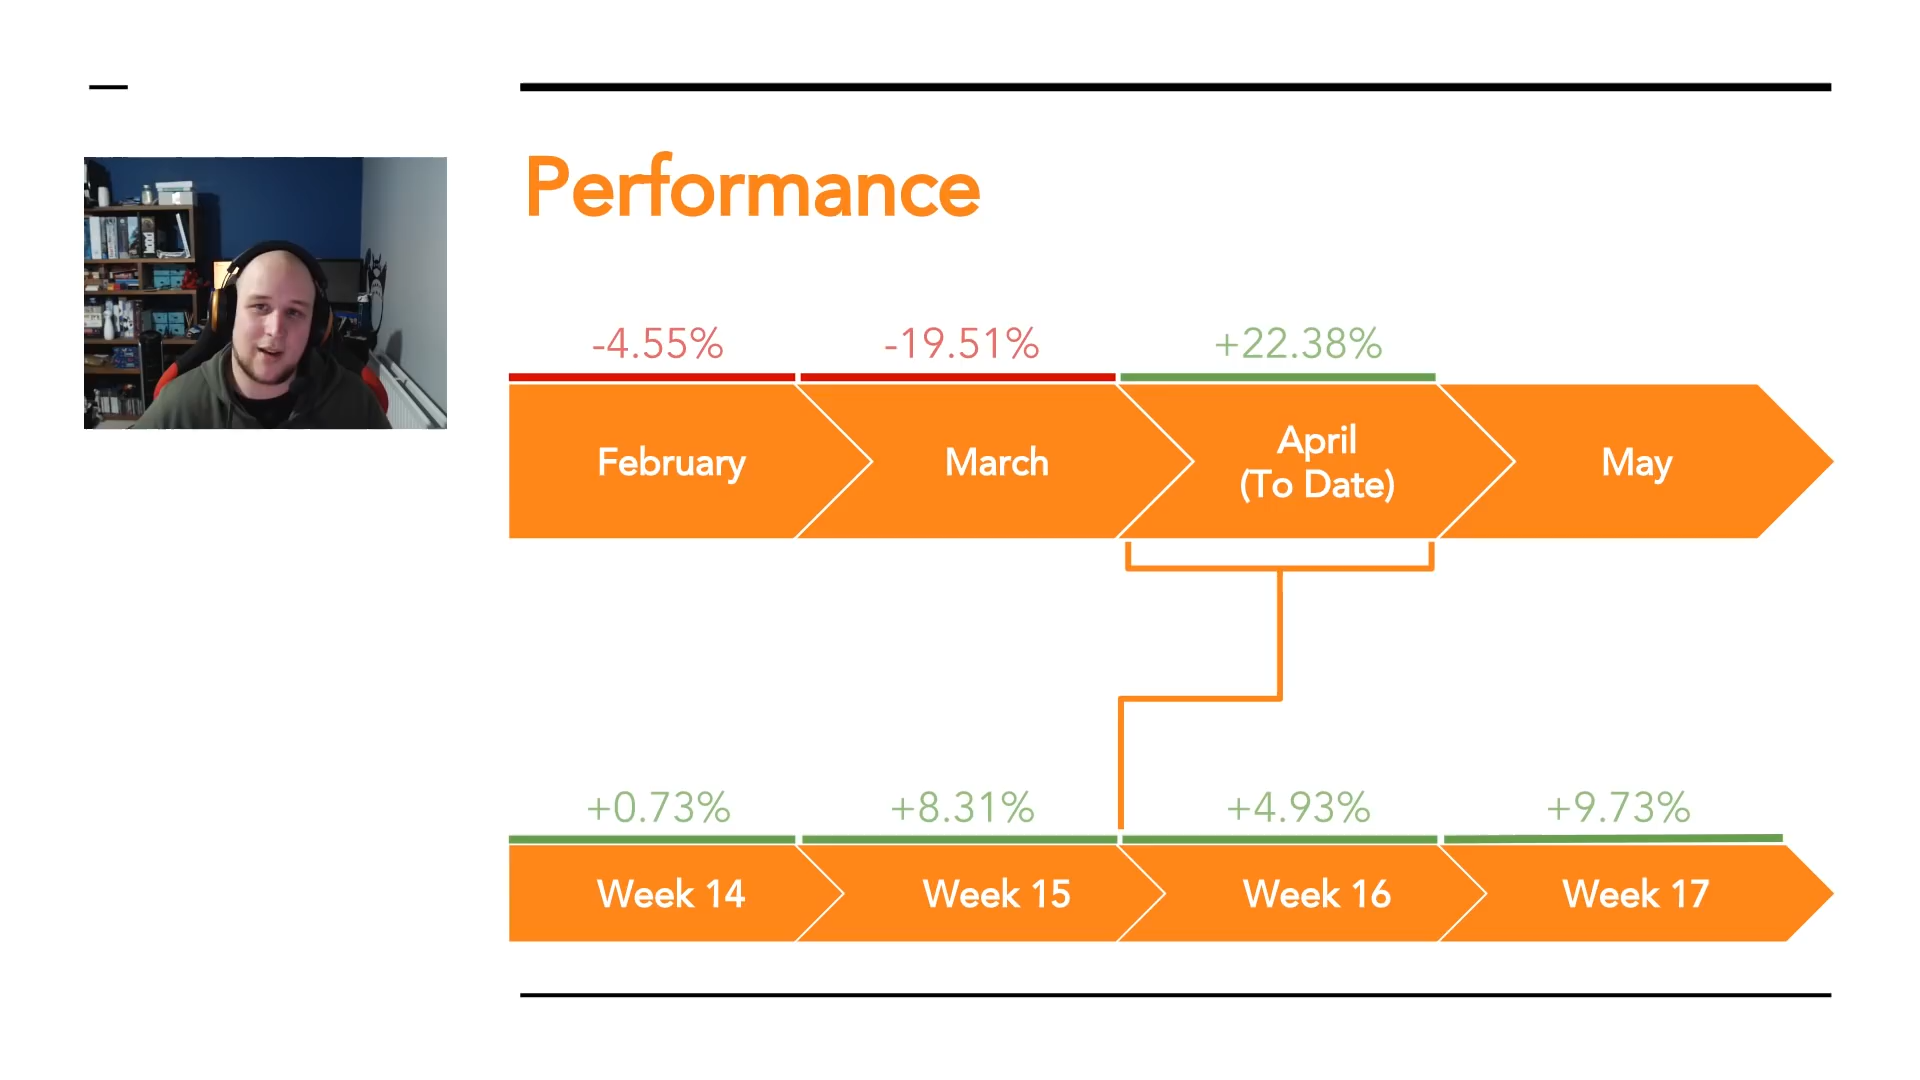 Performance
-4.55%
-19.51%
+22.38%
February
March
April
(To Date)
May
+0.73%
+8.31%
+4.93%
+9.73%
Week 14
Week 15
Week 16
Week 17